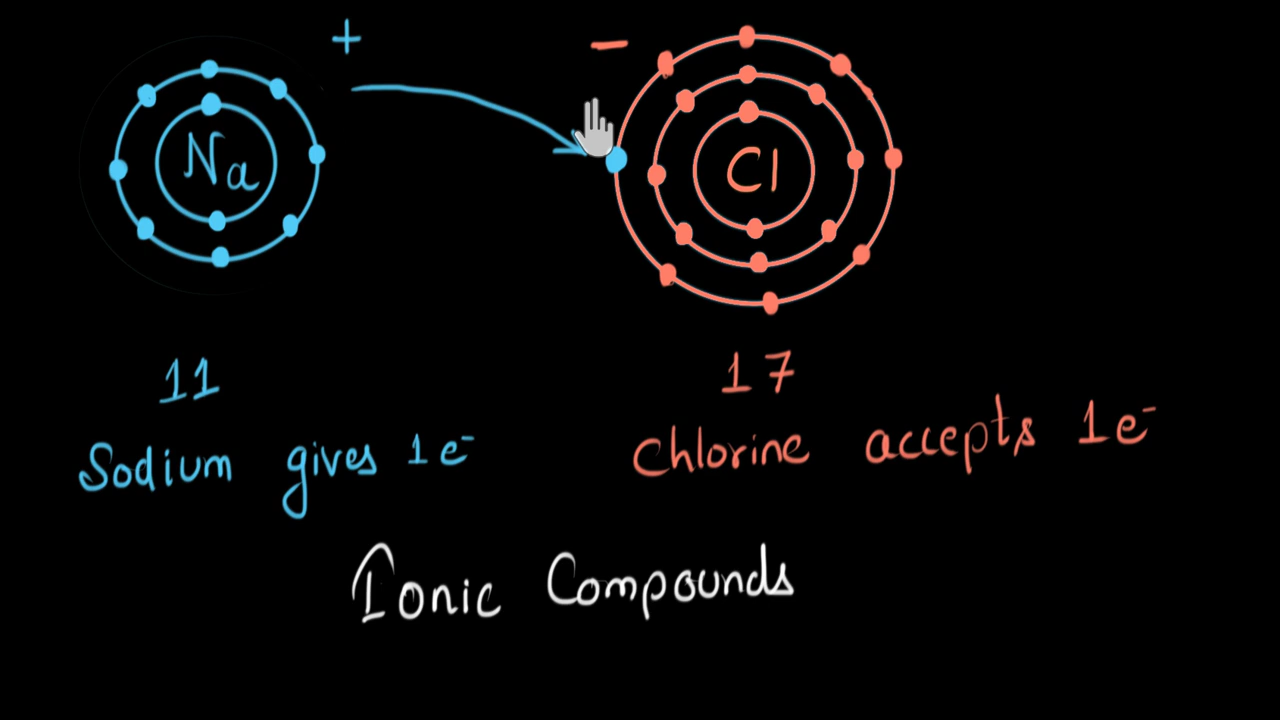 + −
Na Cl
11 17
Sodium gives 1e⁻ Chlorine accepts 1e⁻
Ionic Compounds